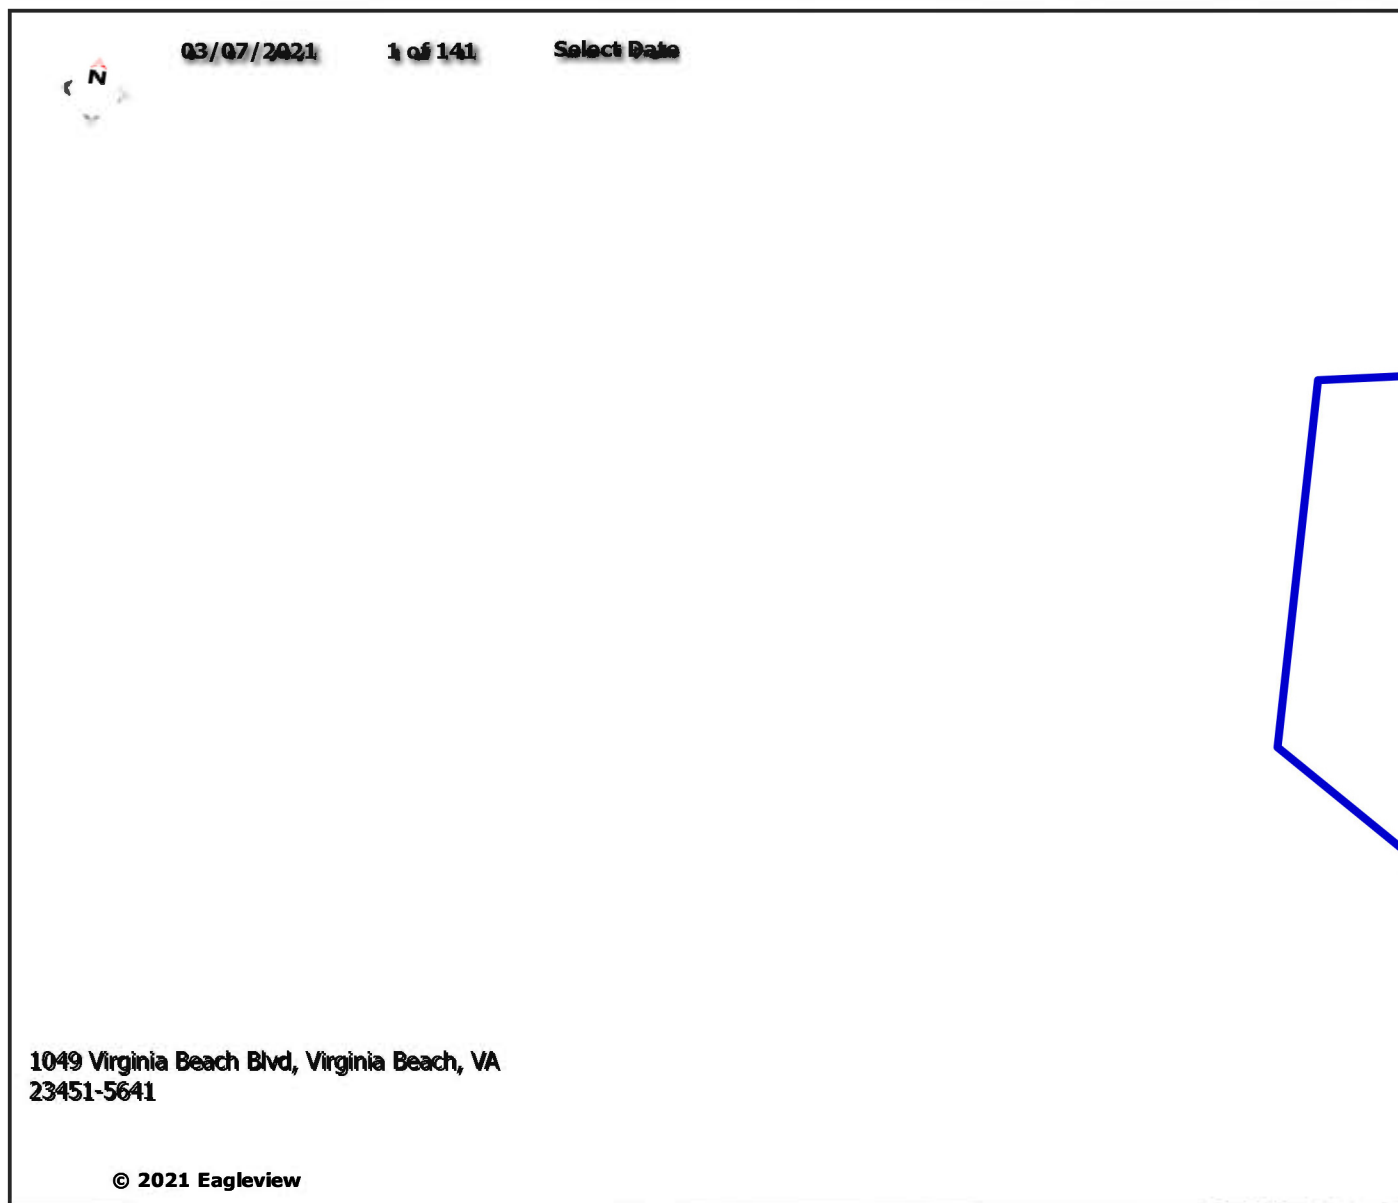 03/07/2021 1 of 141 Select Date
N
1049 Virginia Beach Blvd, Virginia Beach, VA
23451-5641
© 2021 Eagleview